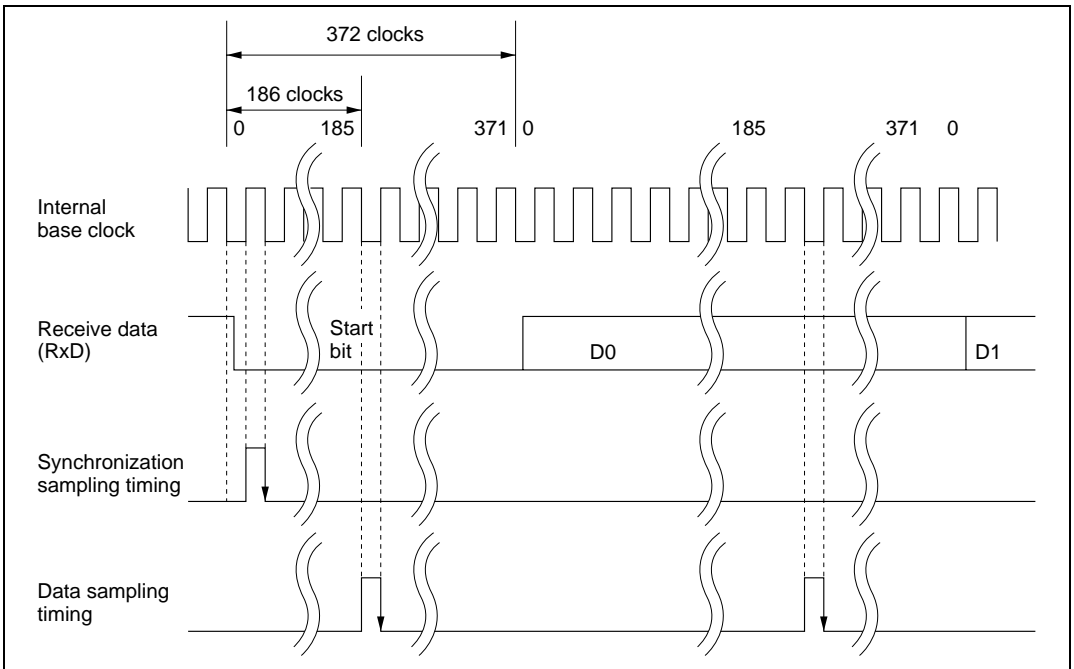 372 clocks
186 clocks
0 185 371 0 185 371 0
Internal
base clock
Receive data
(RxD)
Start
bit
D0
D1
Synchronization
sampling timing
Data sampling
timing